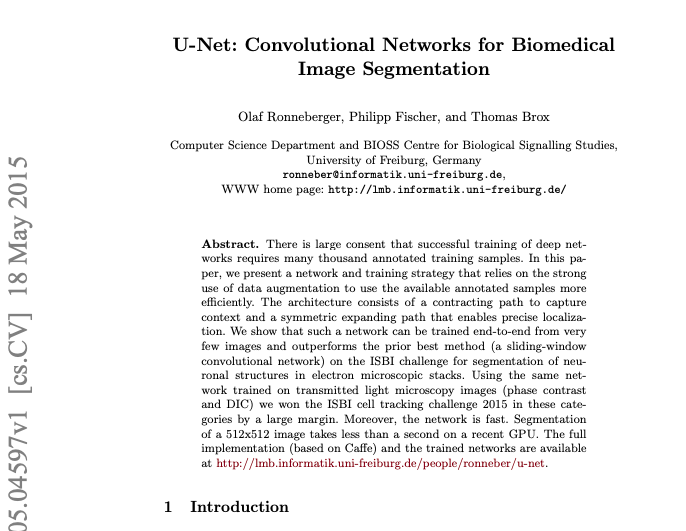 U-Net: Convolutional Networks for Biomedical
Image Segmentation
Olaf Ronneberger, Philipp Fischer, and Thomas Brox
Computer Science Department and BIOSS Centre for Biological Signalling Studies,
University of Freiburg, Germany
ronneber@informatik.uni-freiburg.de,
WWW home page: http://lmb.informatik.uni-freiburg.de/
Abstract. There is large consent that successful training of deep net-
works requires many thousand annotated training samples. In this pa-
per, we present a network and training strategy that relies on the strong
use of data augmentation to use the available annotated samples more
efficiently. The architecture consists of a contracting path to capture
context and a symmetric expanding path that enables precise localiza-
tion. We show that such a network can be trained end-to-end from very
few images and outperforms the prior best method (a sliding-window
convolutional network) on the ISBI challenge for segmentation of neu-
ronal structures in electron microscopic stacks. Using the same net-
work trained on transmitted light microscopy images (phase contrast
and DIC) we won the ISBI cell tracking challenge 2015 in these cate-
gories by a large margin. Moreover, the network is fast. Segmentation
of a 512x512 image takes less than a second on a recent GPU. The full
implementation (based on Caffe) and the trained networks are available
at http://lmb.informatik.uni-freiburg.de/people/ronneber/u-net.
1 Introduction
05.04597v1 [cs.CV] 18 May 2015